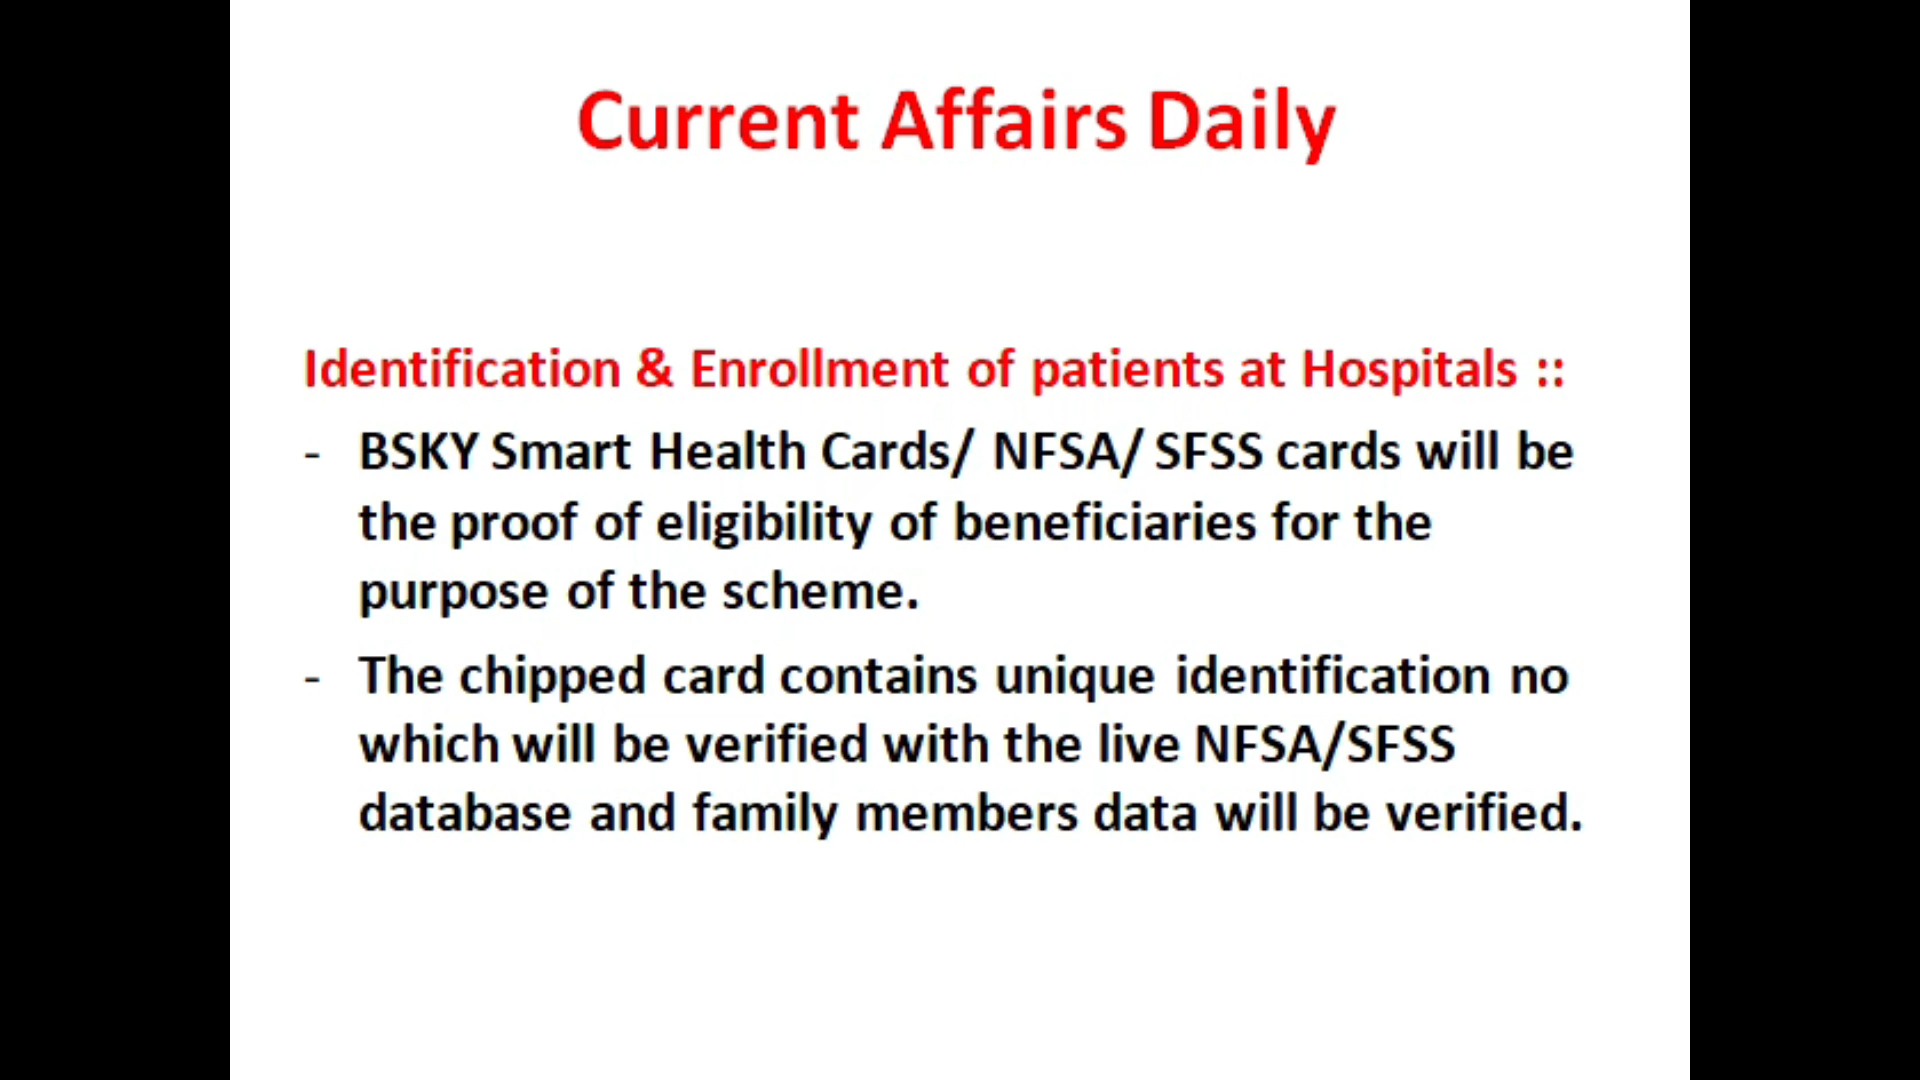 Current Affairs Daily
Identification & Enrollment of patients at Hospitals ::
- BSKY Smart Health Cards/ NFSA/ SFSS cards will be
the proof of eligibility of beneficiaries for the
purpose of the scheme.
- The chipped card contains unique identification no
which will be verified with the live NFSA/SFSS
database and family members data will be verified.